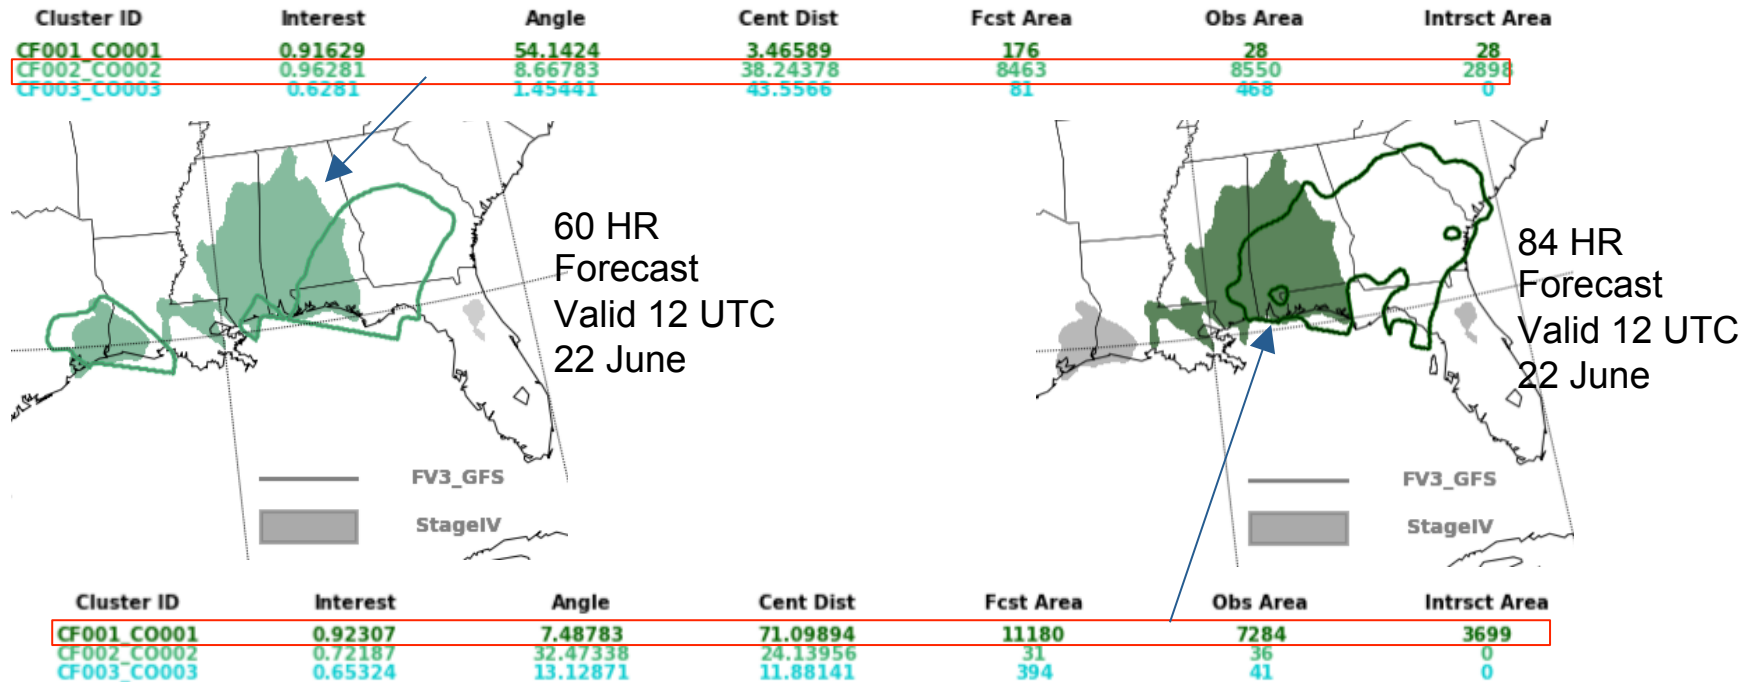 Cluster ID Interest Angle Cent Dist Fcst Area Obs Area Intrsct Area
CF001_CO001 0.91629 54.1424 3.46589 176 28 28
CF002_CO002 0.96281 8.66783 38.24378 8463 8550 2898
CF003_CO003 0.6281 1.45441 43.5566 81 468 0
60 HR
Forecast
Valid 12 UTC
22 June
FV3_GFS
StageIV
84 HR
Forecast
Valid 12 UTC
22 June
FV3_GFS
StageIV
Cluster ID Interest Angle Cent Dist Fcst Area Obs Area Intrsct Area
CF001_CO001 0.92307 7.48783 71.09894 11180 7284 3699
CF002_CO002 0.72187 32.47338 24.13956 31 36 0
CF003_CO003 0.65324 13.12871 11.88141 394 41 0